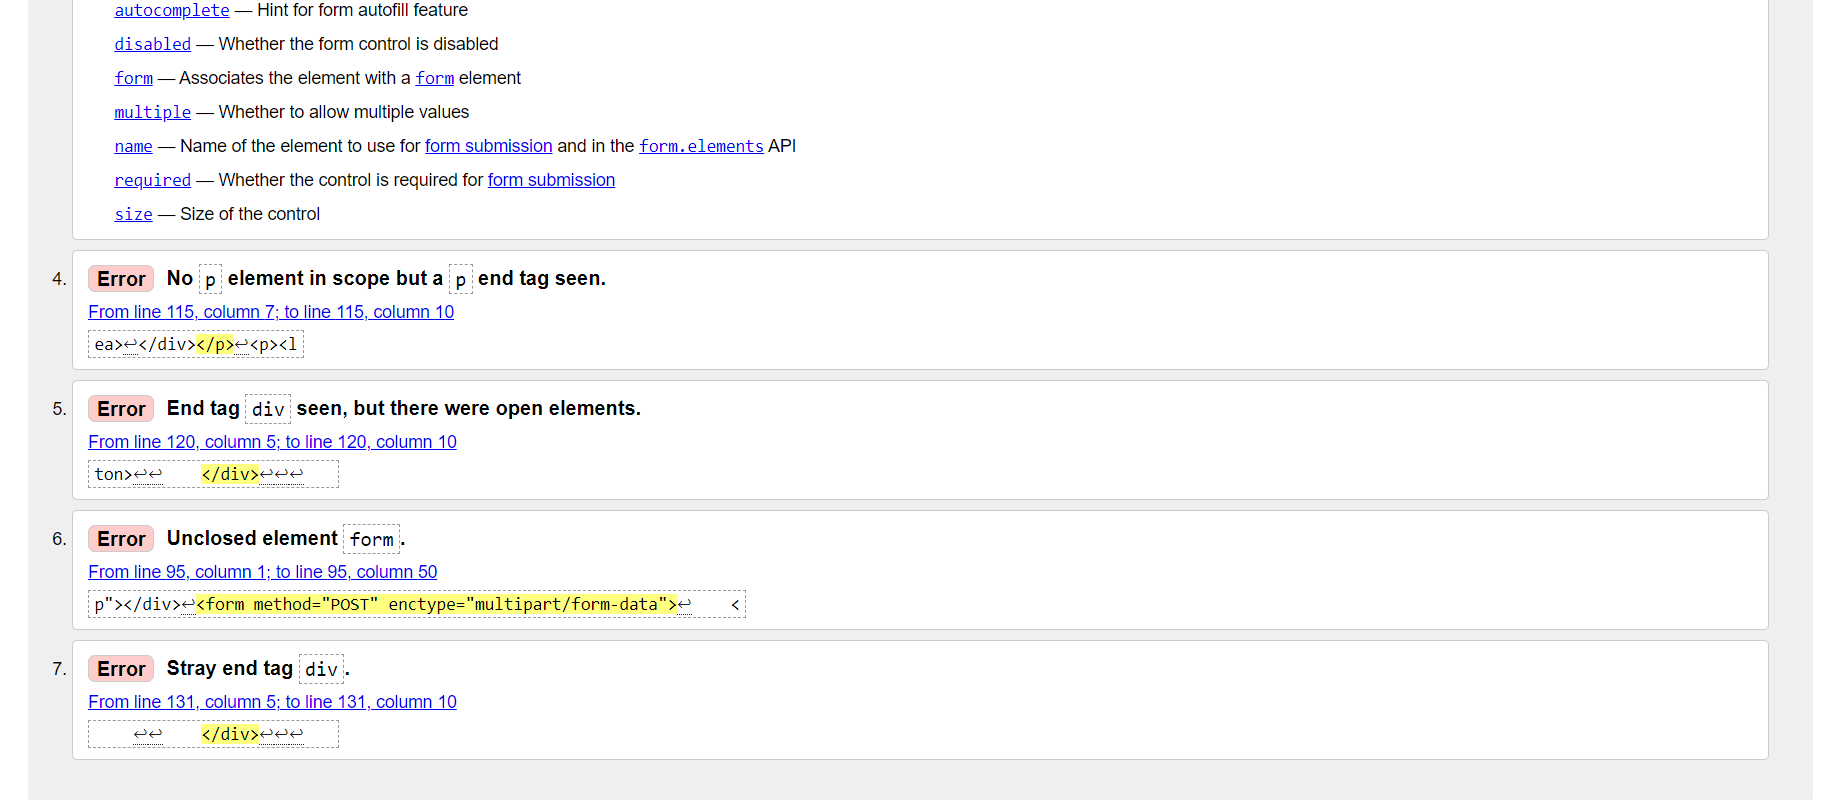 autocomplete — Hint for form autofill feature
disabled — Whether the form control is disabled
form — Associates the element with a form element
multiple — Whether to allow multiple values
name — Name of the element to use for form submission and in the form.elements API
required — Whether the control is required for form submission
size — Size of the control
4. Error No p element in scope but a p end tag seen.
From line 115, column 7; to line 115, column 10
ea>↩</div></p>↩<p><l
5. Error End tag div seen, but there were open elements.
From line 120, column 5; to line 120, column 10
ton>↩↩    </div>↩↩↩
6. Error Unclosed element form.
From line 95, column 1; to line 95, column 50
p"></div>↩<form method="POST" enctype="multipart/form-data">↩    <
7. Error Stray end tag div.
From line 131, column 5; to line 131, column 10
↩↩    </div>↩↩↩